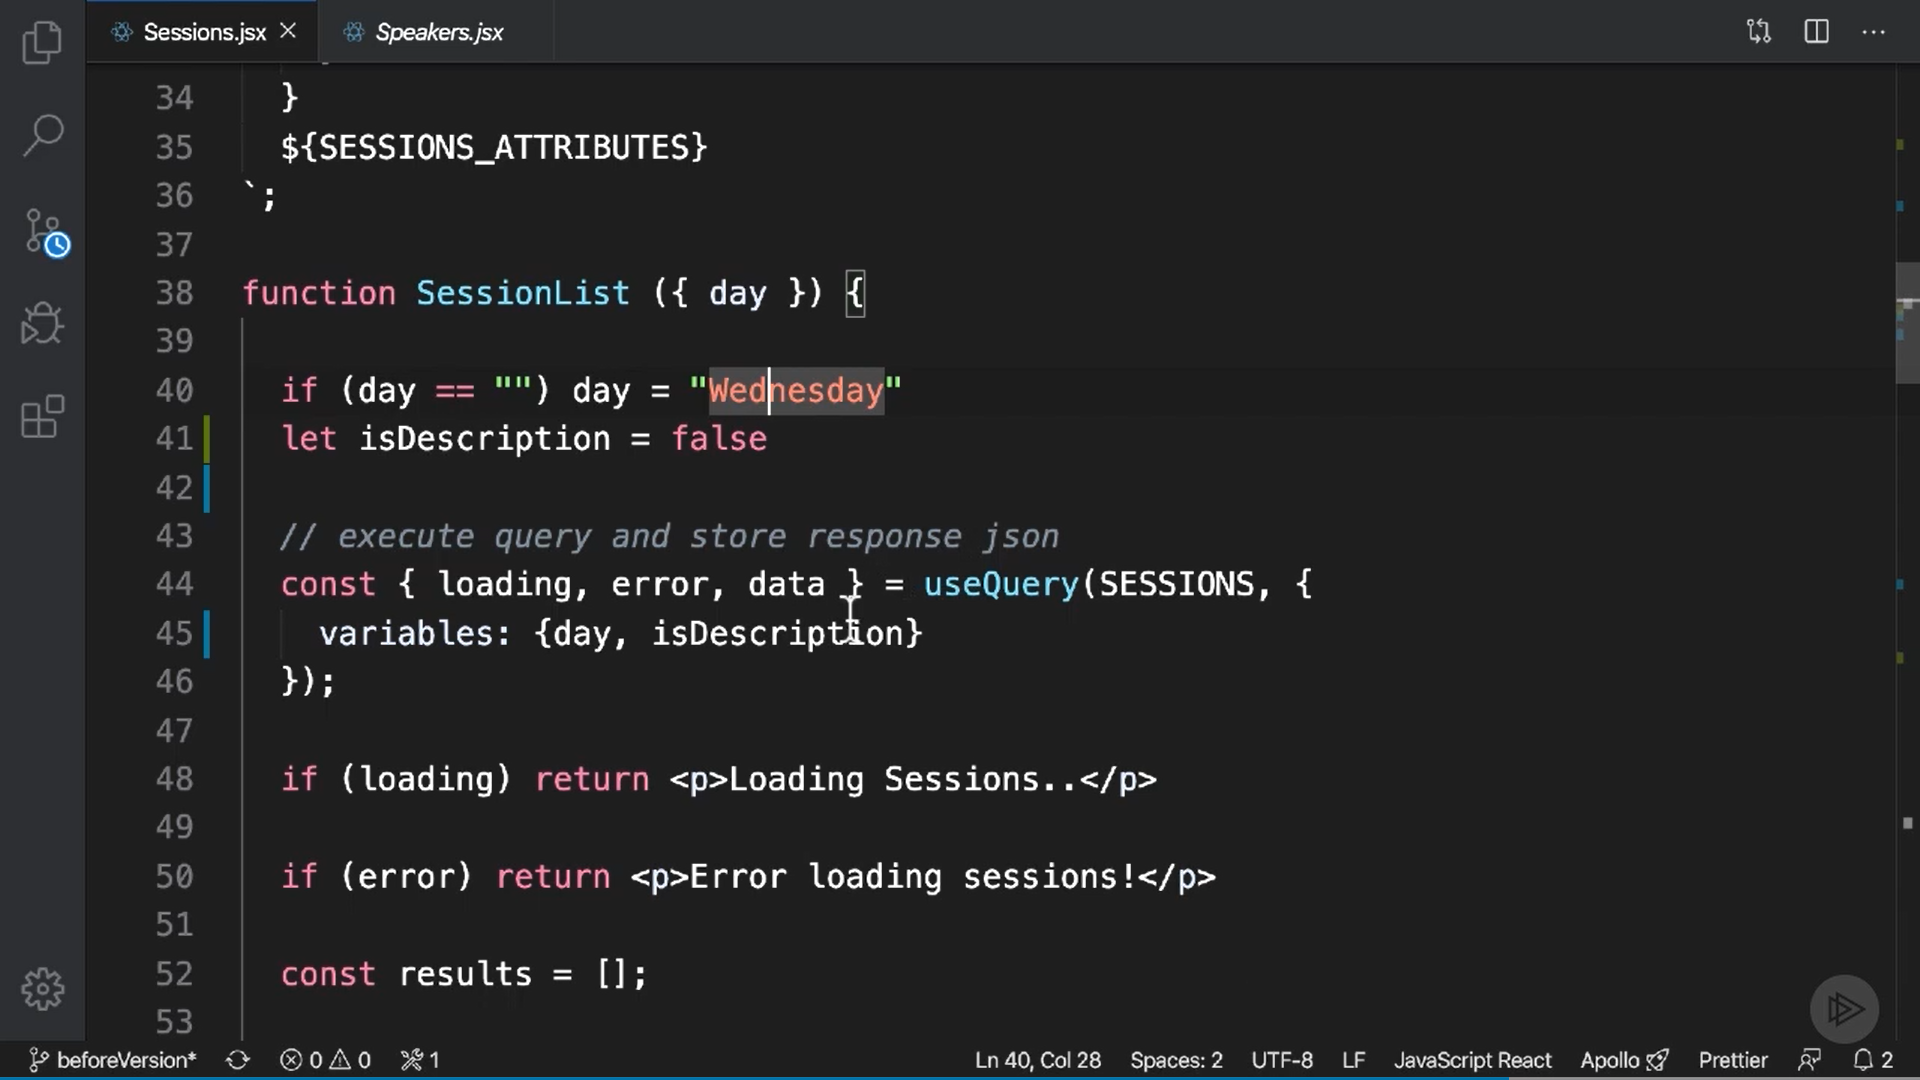 Sessions.jsx
Speakers.jsx
34 }
35 ${SESSIONS_ATTRIBUTES}
36 `;
37
38 function SessionList ({ day }) {
39
40 if (day == "") day = "Wednesday"
41 let isDescription = false
42
43 // execute query and store response json
44 const { loading, error, data } = useQuery(SESSIONS, {
45 variables: {day, isDescription}
46 });
47
48 if (loading) return <p>Loading Sessions..</p>
49
50 if (error) return <p>Error loading sessions!</p>
51
52 const results = [];
53
beforeVersion* 0 0 1 Ln 40, Col 28 Spaces: 2 UTF-8 LF JavaScript React Apollo Prettier 2